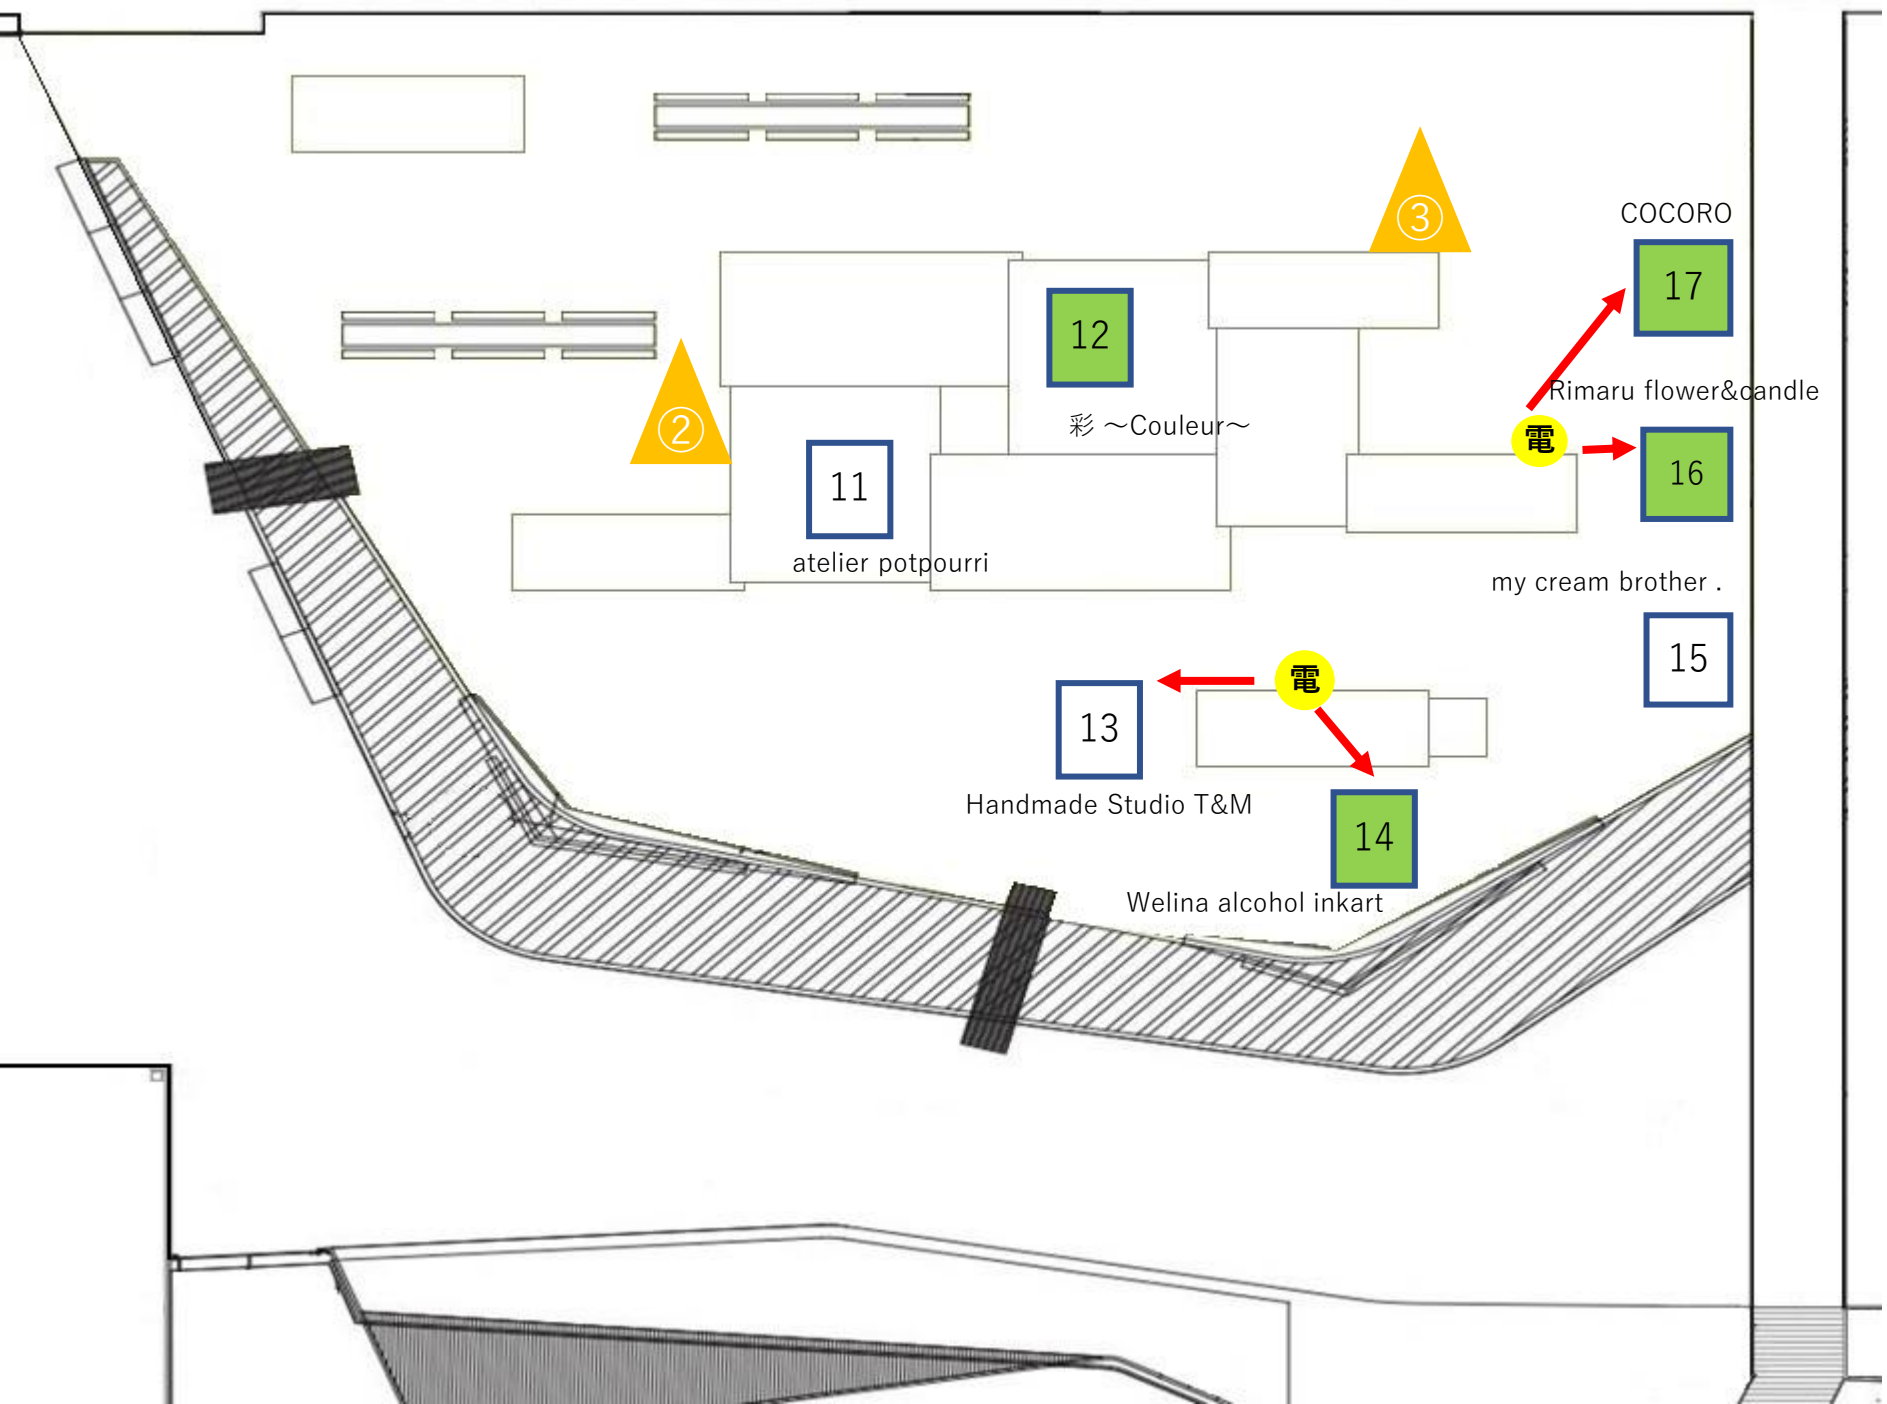 ③
COCORO
17
12
Rimaru flower&candle
②
彩 ～Couleur～
電
16
11
atelier potpourri
my cream brother .
15
電
13
Handmade Studio T&M
14
Welina alcohol inkart